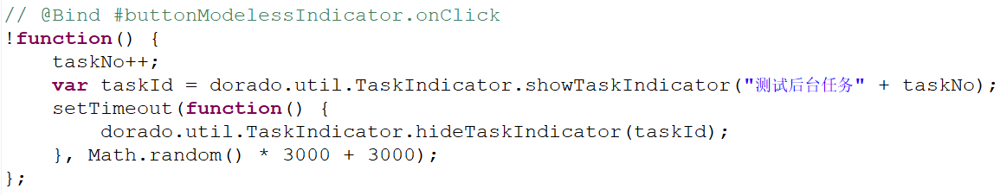 // @Bind #buttonModelessIndicator.onClick
!function() {
    taskNo++;
    var taskId = dorado.util.TaskIndicator.showTaskIndicator("测试后台任务" + taskNo);
    setTimeout(function() {
        dorado.util.TaskIndicator.hideTaskIndicator(taskId);
    }, Math.random() * 3000 + 3000);
};